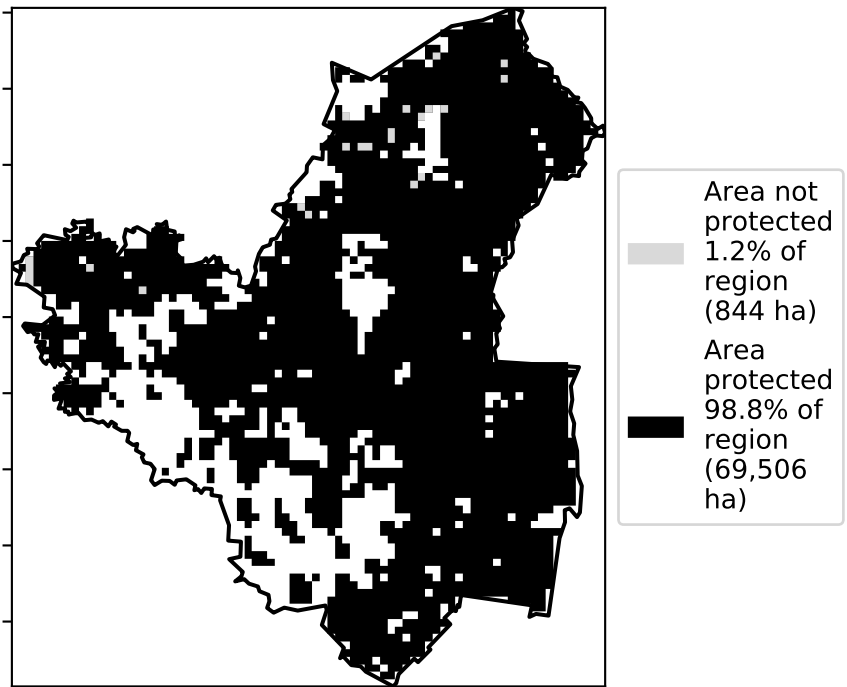 Area not
protected
1.2% of
region
(844 ha)
Area
protected
98.8% of
region
(69,506
ha)